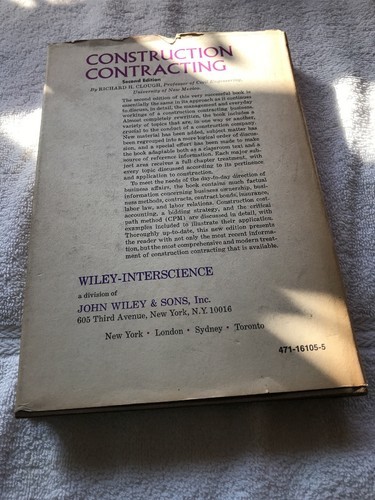 CONSTRUCTION
CONTRACTING
Second Edition
By RICHARD H. CLOUGH, Professor of Civil Engineering,
University of New Mexico
The second edition of this very successful book is
essentially the same in its approach as it continues
to discuss, in detail, the management and everyday
workings of a construction contracting business.
Almost completely rewritten, the book includes a
variety of topics that are, in one way or another,
crucial to the conduct of a construction company.
New material has been added, subject matter has
been regrouped into a more logical order of discus-
sion, and a special effort has been made to make
the book adaptable both as a classroom text and a
source of reference information. Each major sub-
ject area receives a full chapter treatment, with
every topic discussed according to its pertinence
and application to construction.
To meet the needs of the day-to-day direction of
business affairs, the book contains much factual
information concerning business ownership, busi-
ness methods, contracts, contract bonds, insurance,
labor law, and labor relations. Construction cost
accounting, a bidding strategy, and the critical
path method (CPM) are discussed in detail, with
examples included to illustrate their application.
Thoroughly up-to-date, this new edition presents
the reader with not only the most recent informa-
tion, but the most comprehensive and modern treat-
ment of construction contracting that is available.
WILEY-INTERSCIENCE
a division of
JOHN WILEY & SONS, Inc.
605 Third Avenue, New York, N.Y. 10016
New York • London • Sydney • Toronto
471-16105-5